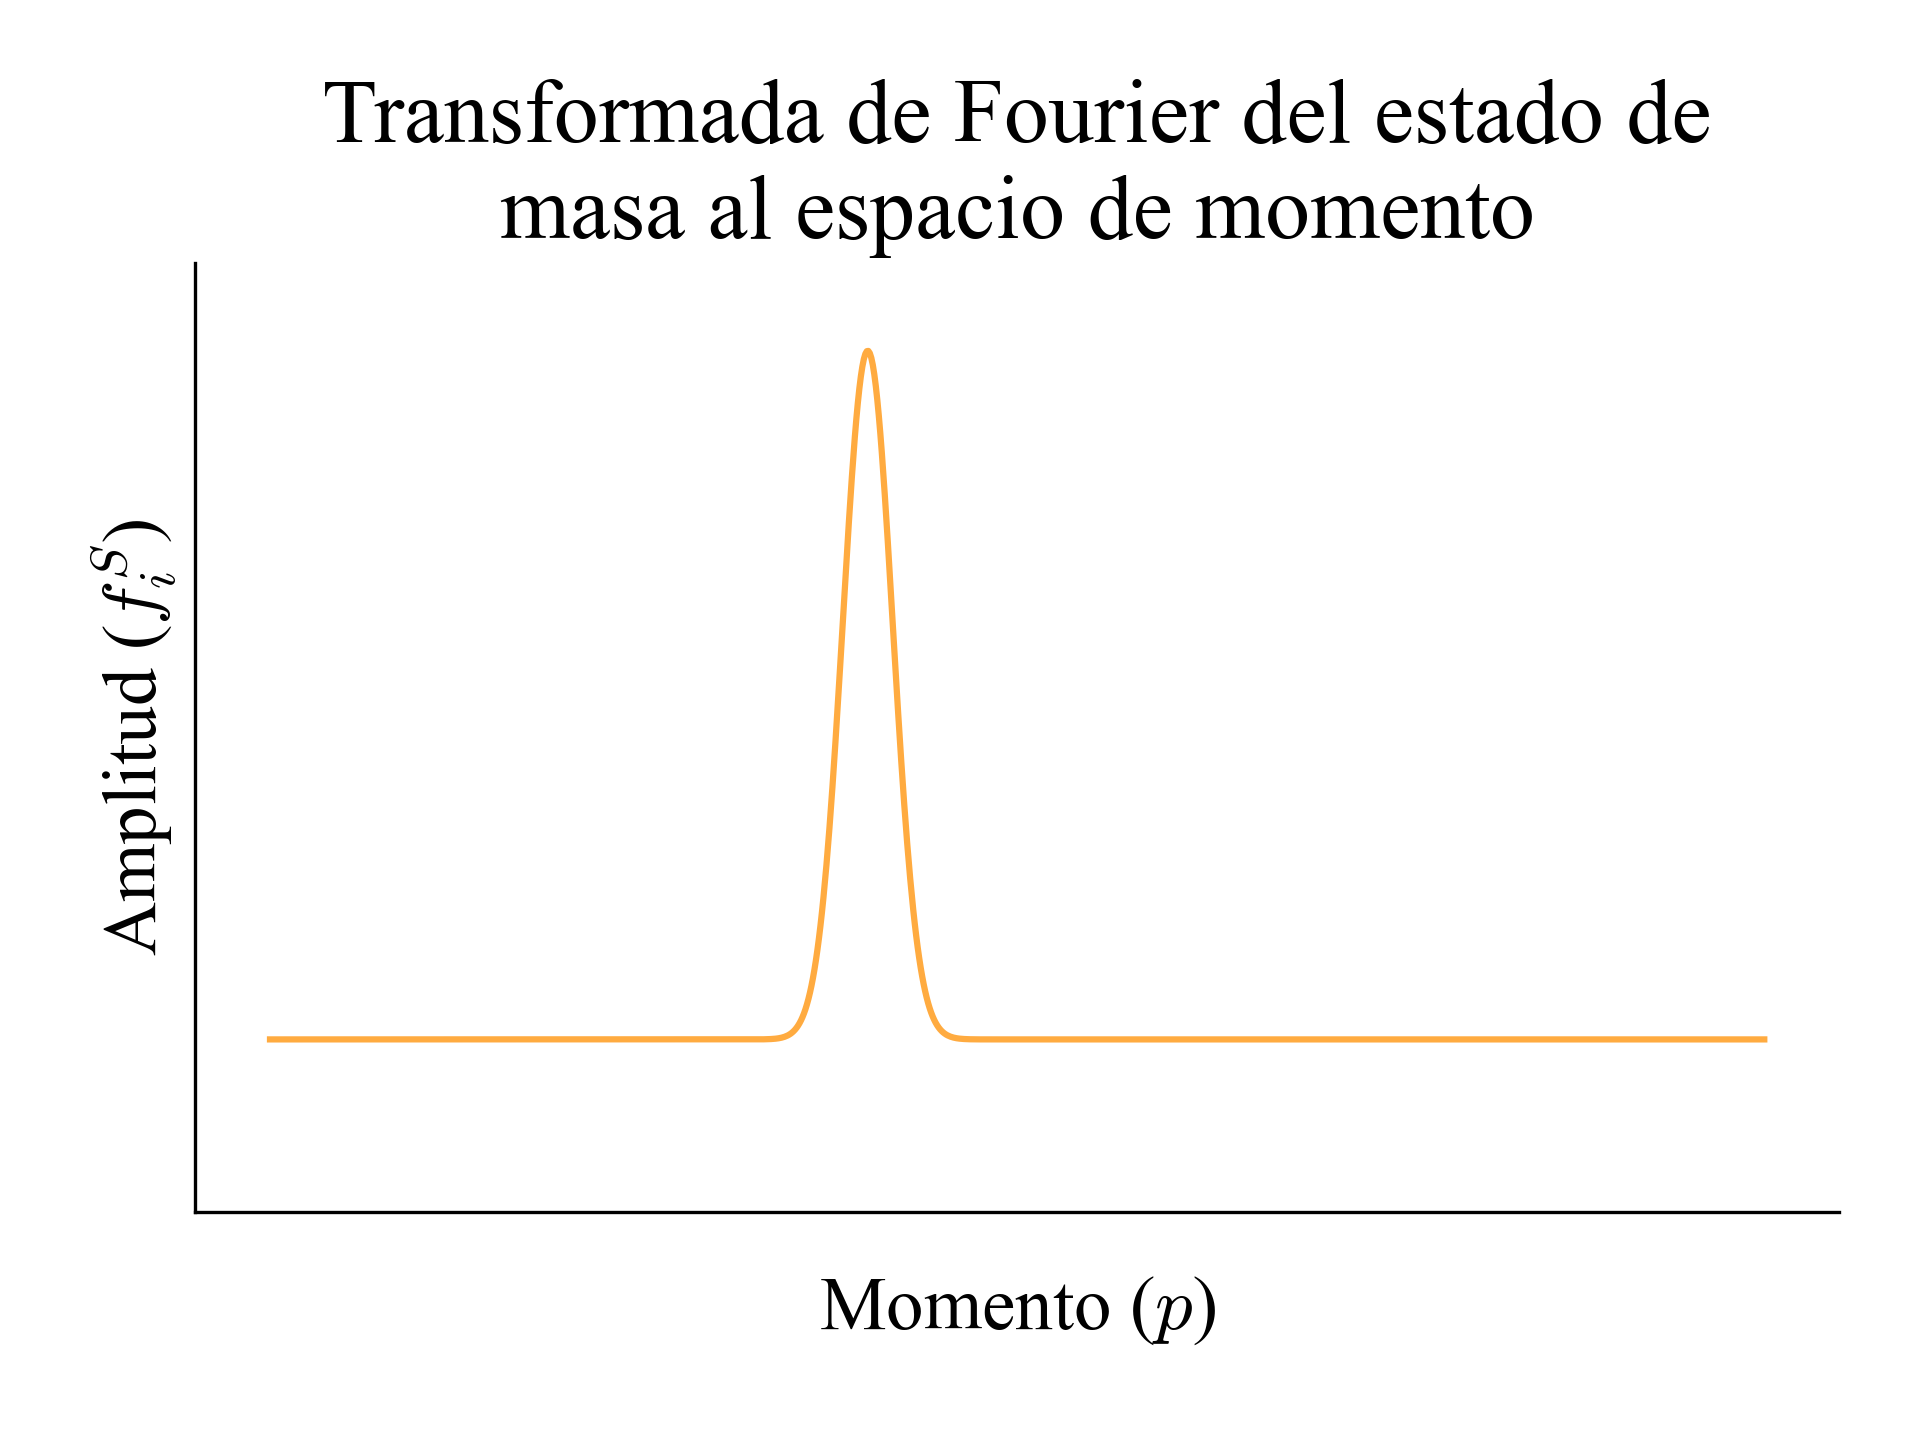 Transformada de Fourier del estado de
masa al espacio de momento
Amplitud ($f_i^S$)
Momento ($p$)